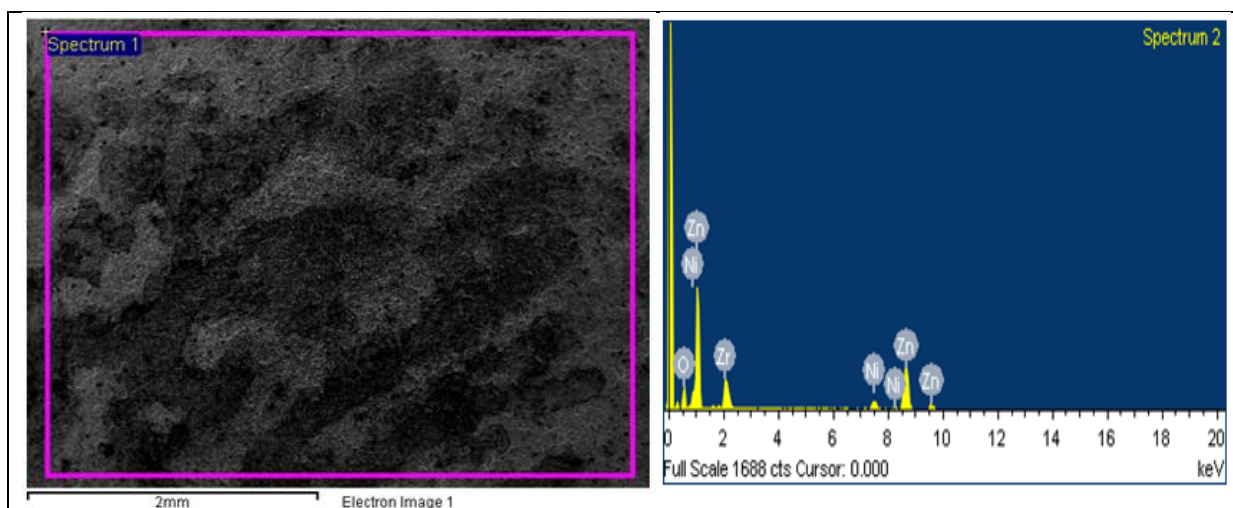 Spectrum 1
2mm
Electron Image 1
Spectrum 2
Zn
Ni
O
Zr
Ni
Ni
Zn
Zn
0 2 4 6 8 10 12 14 16 18 20
Full Scale 1688 cts Cursor: 0.000
keV